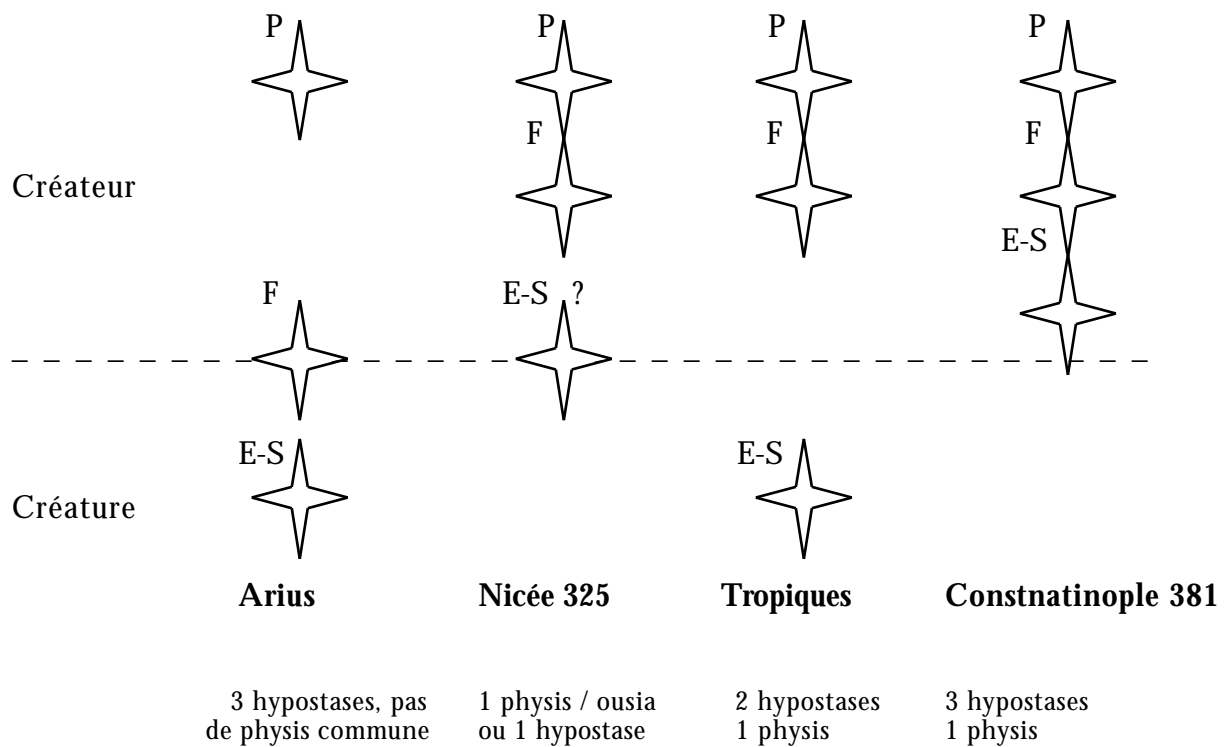 P P P P
F F F
Créateur
E-S
F E-S ?
E-S E-S
Créature
Arius Nicée 325 Tropiques Constnatinople 381
3 hypostases, pas 1 physis / ousia 2 hypostases 3 hypostases
de physis commune ou 1 hypostase 1 physis 1 physis